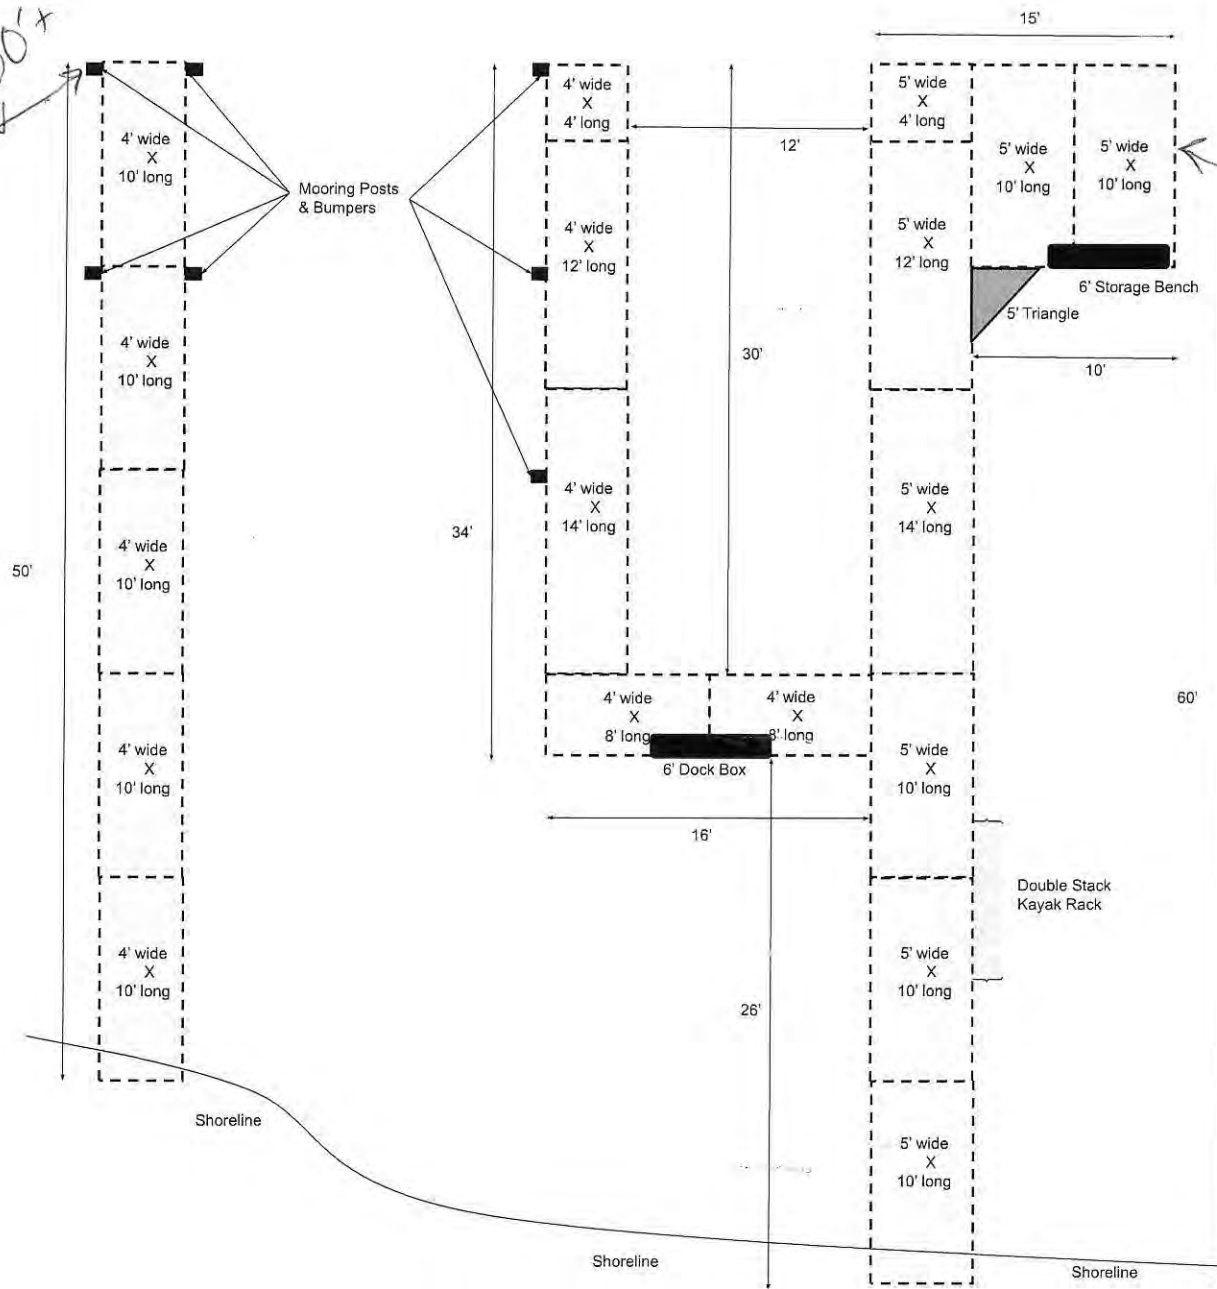 15'
50'+
4' wide
X
10' long
Mooring Posts
& Bumpers
4' wide
X
4' long
12'
5' wide
X
4' long
5' wide
X
10' long
5' wide
X
10' long
4' wide
X
12' long
5' wide
X
12' long
6' Storage Bench
5' Triangle
10'
4' wide
X
10' long
30'
4' wide
X
14' long
5' wide
X
14' long
34'
4' wide
X
10' long
50'
4' wide
X
8' long
4' wide
X
8' long
60'
6' Dock Box
4' wide
X
10' long
5' wide
X
10' long
16'
Double Stack
Kayak Rack
4' wide
X
10' long
5' wide
X
10' long
26'
Shoreline
5' wide
X
10' long
Shoreline
Shoreline